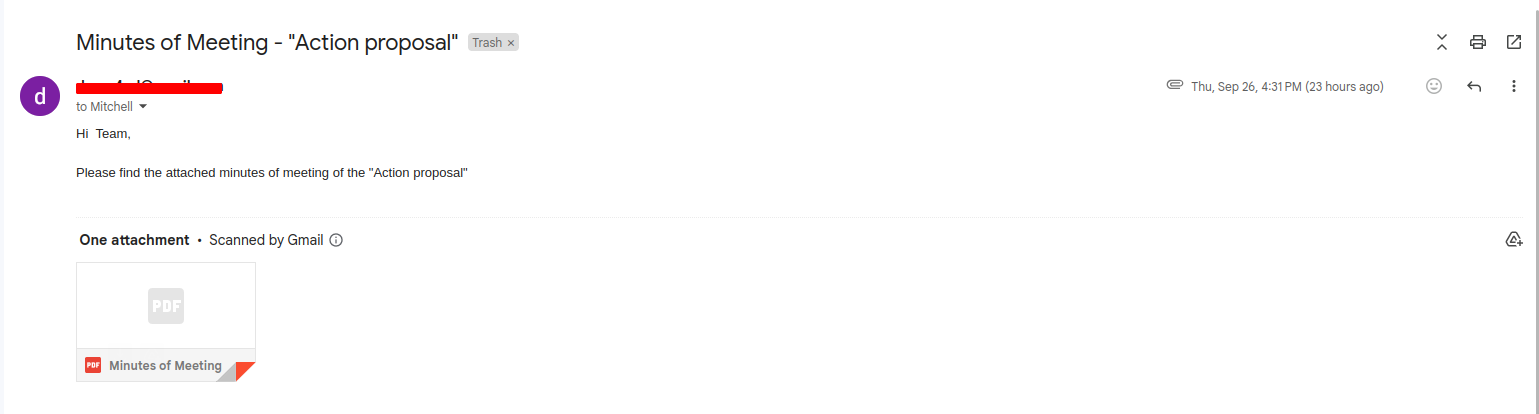 Minutes of Meeting - "Action proposal" Trash ×
d
Thu, Sep 26, 4:31 PM (23 hours ago)
to Mitchell
Hi  Team,
Please find the attached minutes of meeting of the "Action proposal"
One attachment • Scanned by Gmail
PDF
PDF Minutes of Meeting